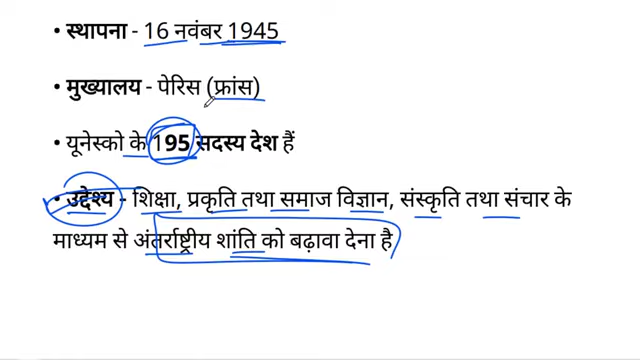 • स्थापना - 16 नवंबर 1945
• मुख्यालय - पेरिस (फ्रांस)
• यूनेस्को के 195 सदस्य देश हैं
• उद्देश्य - शिक्षा, प्रकृति तथा समाज विज्ञान, संस्कृति तथा संचार के
माध्यम से अंतर्राष्ट्रीय शांति को बढ़ावा देना है